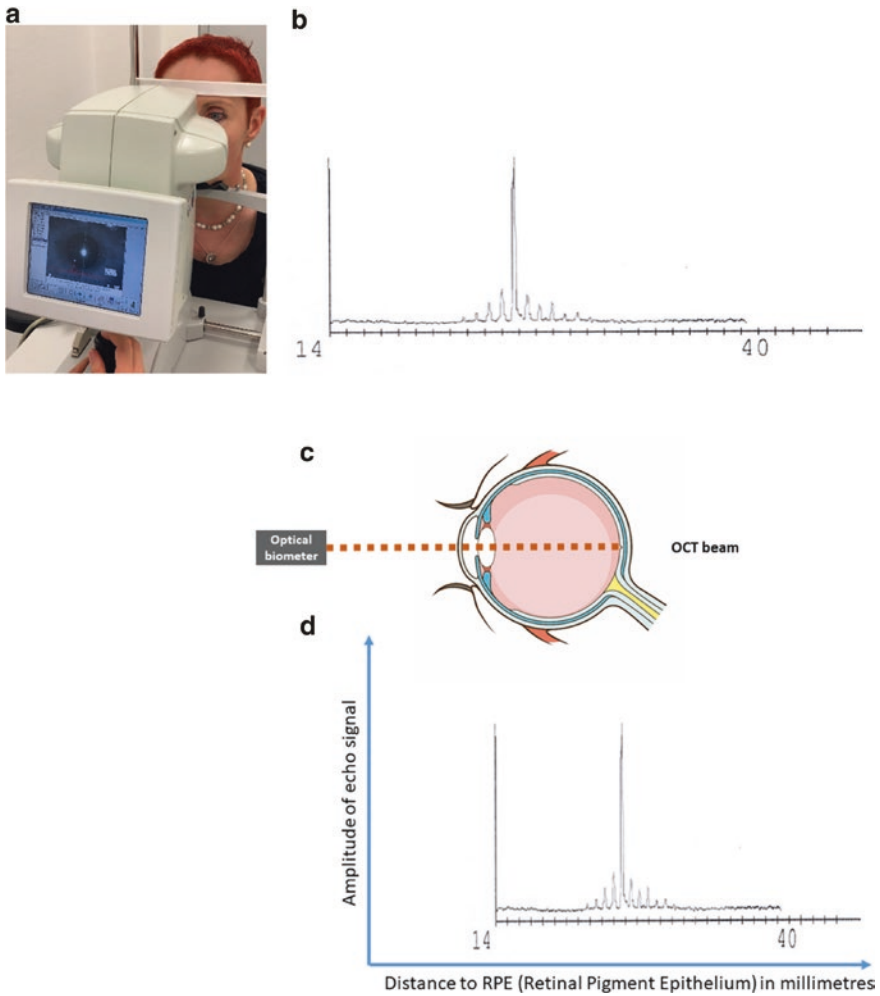 a
b
14
40
c
Optical
biometer
OCT beam
d
Amplitude of echo signal
14
40
Distance to RPE (Retinal Pigment Epithelium) in millimetres